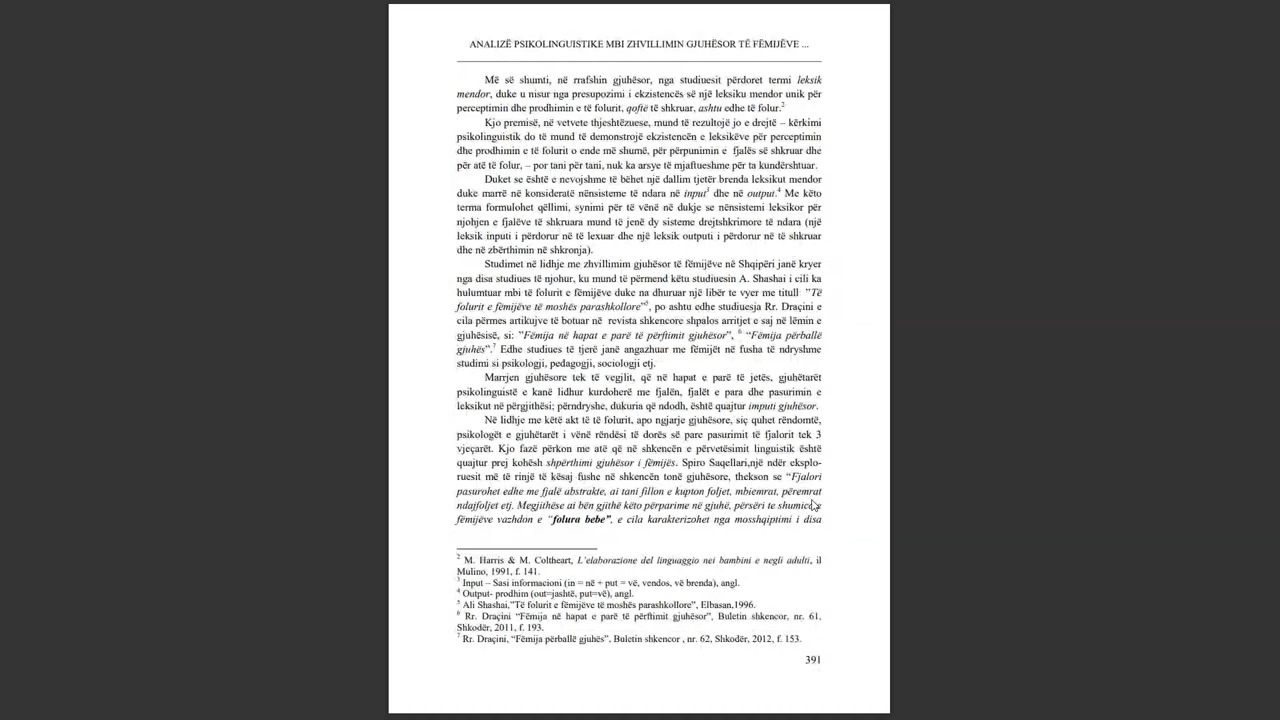 ANALIZË PSIKOLINGUISTIKE MBI ZHVILLIMIN GJUHËSOR TË FËMIJËVE ...
Më së shumti, në rrafshin gjuhësor, nga studiuesit përdoret termi leksik
mendor, duke u nisur nga presupozimi i ekzistencës së një leksiku mendor unik për
perceptimin dhe prodhimin e të folurit, qoftë të shkruar, ashtu edhe të folur.2
Kjo premisë, në vetvete thjeshtëzuese, mund të rezultojë jo e drejtë – kërkimi
psikolinguistik do të mund të demonstrojë ekzistencën e leksikëve për perceptimin
dhe prodhimin e të folurit o ende më shumë, për përpunimin e fjalës së shkruar dhe
për atë të folur, – por tani për tani, nuk ka arsye të mjaftueshme për ta kundërshtuar.
Duket se është e nevojshme të bëhet një dallim tjetër brenda leksikut mendor
duke marrë në konsideratë nënsisteme të ndara në input3 dhe në output.4 Me këto
terma formulohet qëllimi, synimi për të vënë në dukje se nënsistemi leksikor për
njohjen e fjalëve të shkruara mund të jenë dy sisteme drejtshkrimore të ndara (një
leksik inputi i përdorur në të lexuar dhe një leksik outputi i përdorur në të shkruar
dhe në zbërthimin në shkronja).
Studimet në lidhje me zhvillimim gjuhësor të fëmijëve në Shqipëri janë kryer
nga disa studiues të njohur, ku mund të përmend këtu studiuesin A. Shashai i cili ka
hulumtuar mbi të folurit e fëmijëve duke na dhuruar një libër te vyer me titull ”Të
folurit e fëmijëve të moshës parashkollore”5, po ashtu edhe studiuesja Rr. Draçini e
cila përmes artikujve të botuar në revista shkencore shpalos arritjet e saj në lëmin e
gjuhësisë, si: ”Fëmija në hapat e parë të përftimit gjuhësor”, 6 “Fëmija përballë
gjuhës”.7 Edhe studiues të tjerë janë angazhuar me fëmijët në fusha të ndryshme
studimi si psikologji, pedagogji, sociologji etj.
Marrjen gjuhësore tek të vegjlit, që në hapat e parë të jetës, gjuhëtarët
psikolinguistë e kanë lidhur kurdoherë me fjalën, fjalët e para dhe pasurimin e
leksikut në përgjithësi; përndryshe, dukuria që ndodh, është quajtur imputi gjuhësor.
Në lidhje me këtë akt të të folurit, apo ngjarje gjuhësore, siç quhet rëndomtë,
psikologët e gjuhëtarët i vënë rëndësi të dorës së pare pasurimit të fjalorit tek 3
vjeçarët. Kjo fazë përkon me atë që në shkencën e përvetësimit linguistik është
quajtur prej kohësh shpërthimi gjuhësor i fëmijës. Spiro Saqellari,një ndër eksplo-
ruesit më të rinjë të kësaj fushe në shkencën tonë gjuhësore, thekson se “Fjalori
pasurohet edhe me fjalë abstrakte, ai tani fillon e kupton foljet, mbiemrat, përemrat
ndajfoljet etj. Megjithëse ai bën gjithë këto përparime në gjuhë, përsëri te shumica e
fëmijëve vazhdon e “folura bebe”, e cila karakterizohet nga mosshqiptimi i disa
2 M. Harris & M. Coltheart, L’elaborazione del linguaggio nei bambini e negli adulti, il
Mulino, 1991, f. 141.
3 Input – Sasi informacioni (in = në + put = vë, vendos, vë brenda), angl.
4 Output- prodhim (out=jashtë, put=vë), angl.
5 Ali Shashai,”Të folurit e fëmijëve të moshës parashkollore”, Elbasan,1996.
6 Rr. Draçini “Fëmija në hapat e parë të përftimit gjuhësor”, Buletin shkencor, nr. 61,
Shkodër, 2011, f. 193.
7 Rr. Draçini, “Fëmija përballë gjuhës”, Buletin shkencor , nr. 62, Shkodër, 2012, f. 153.
391